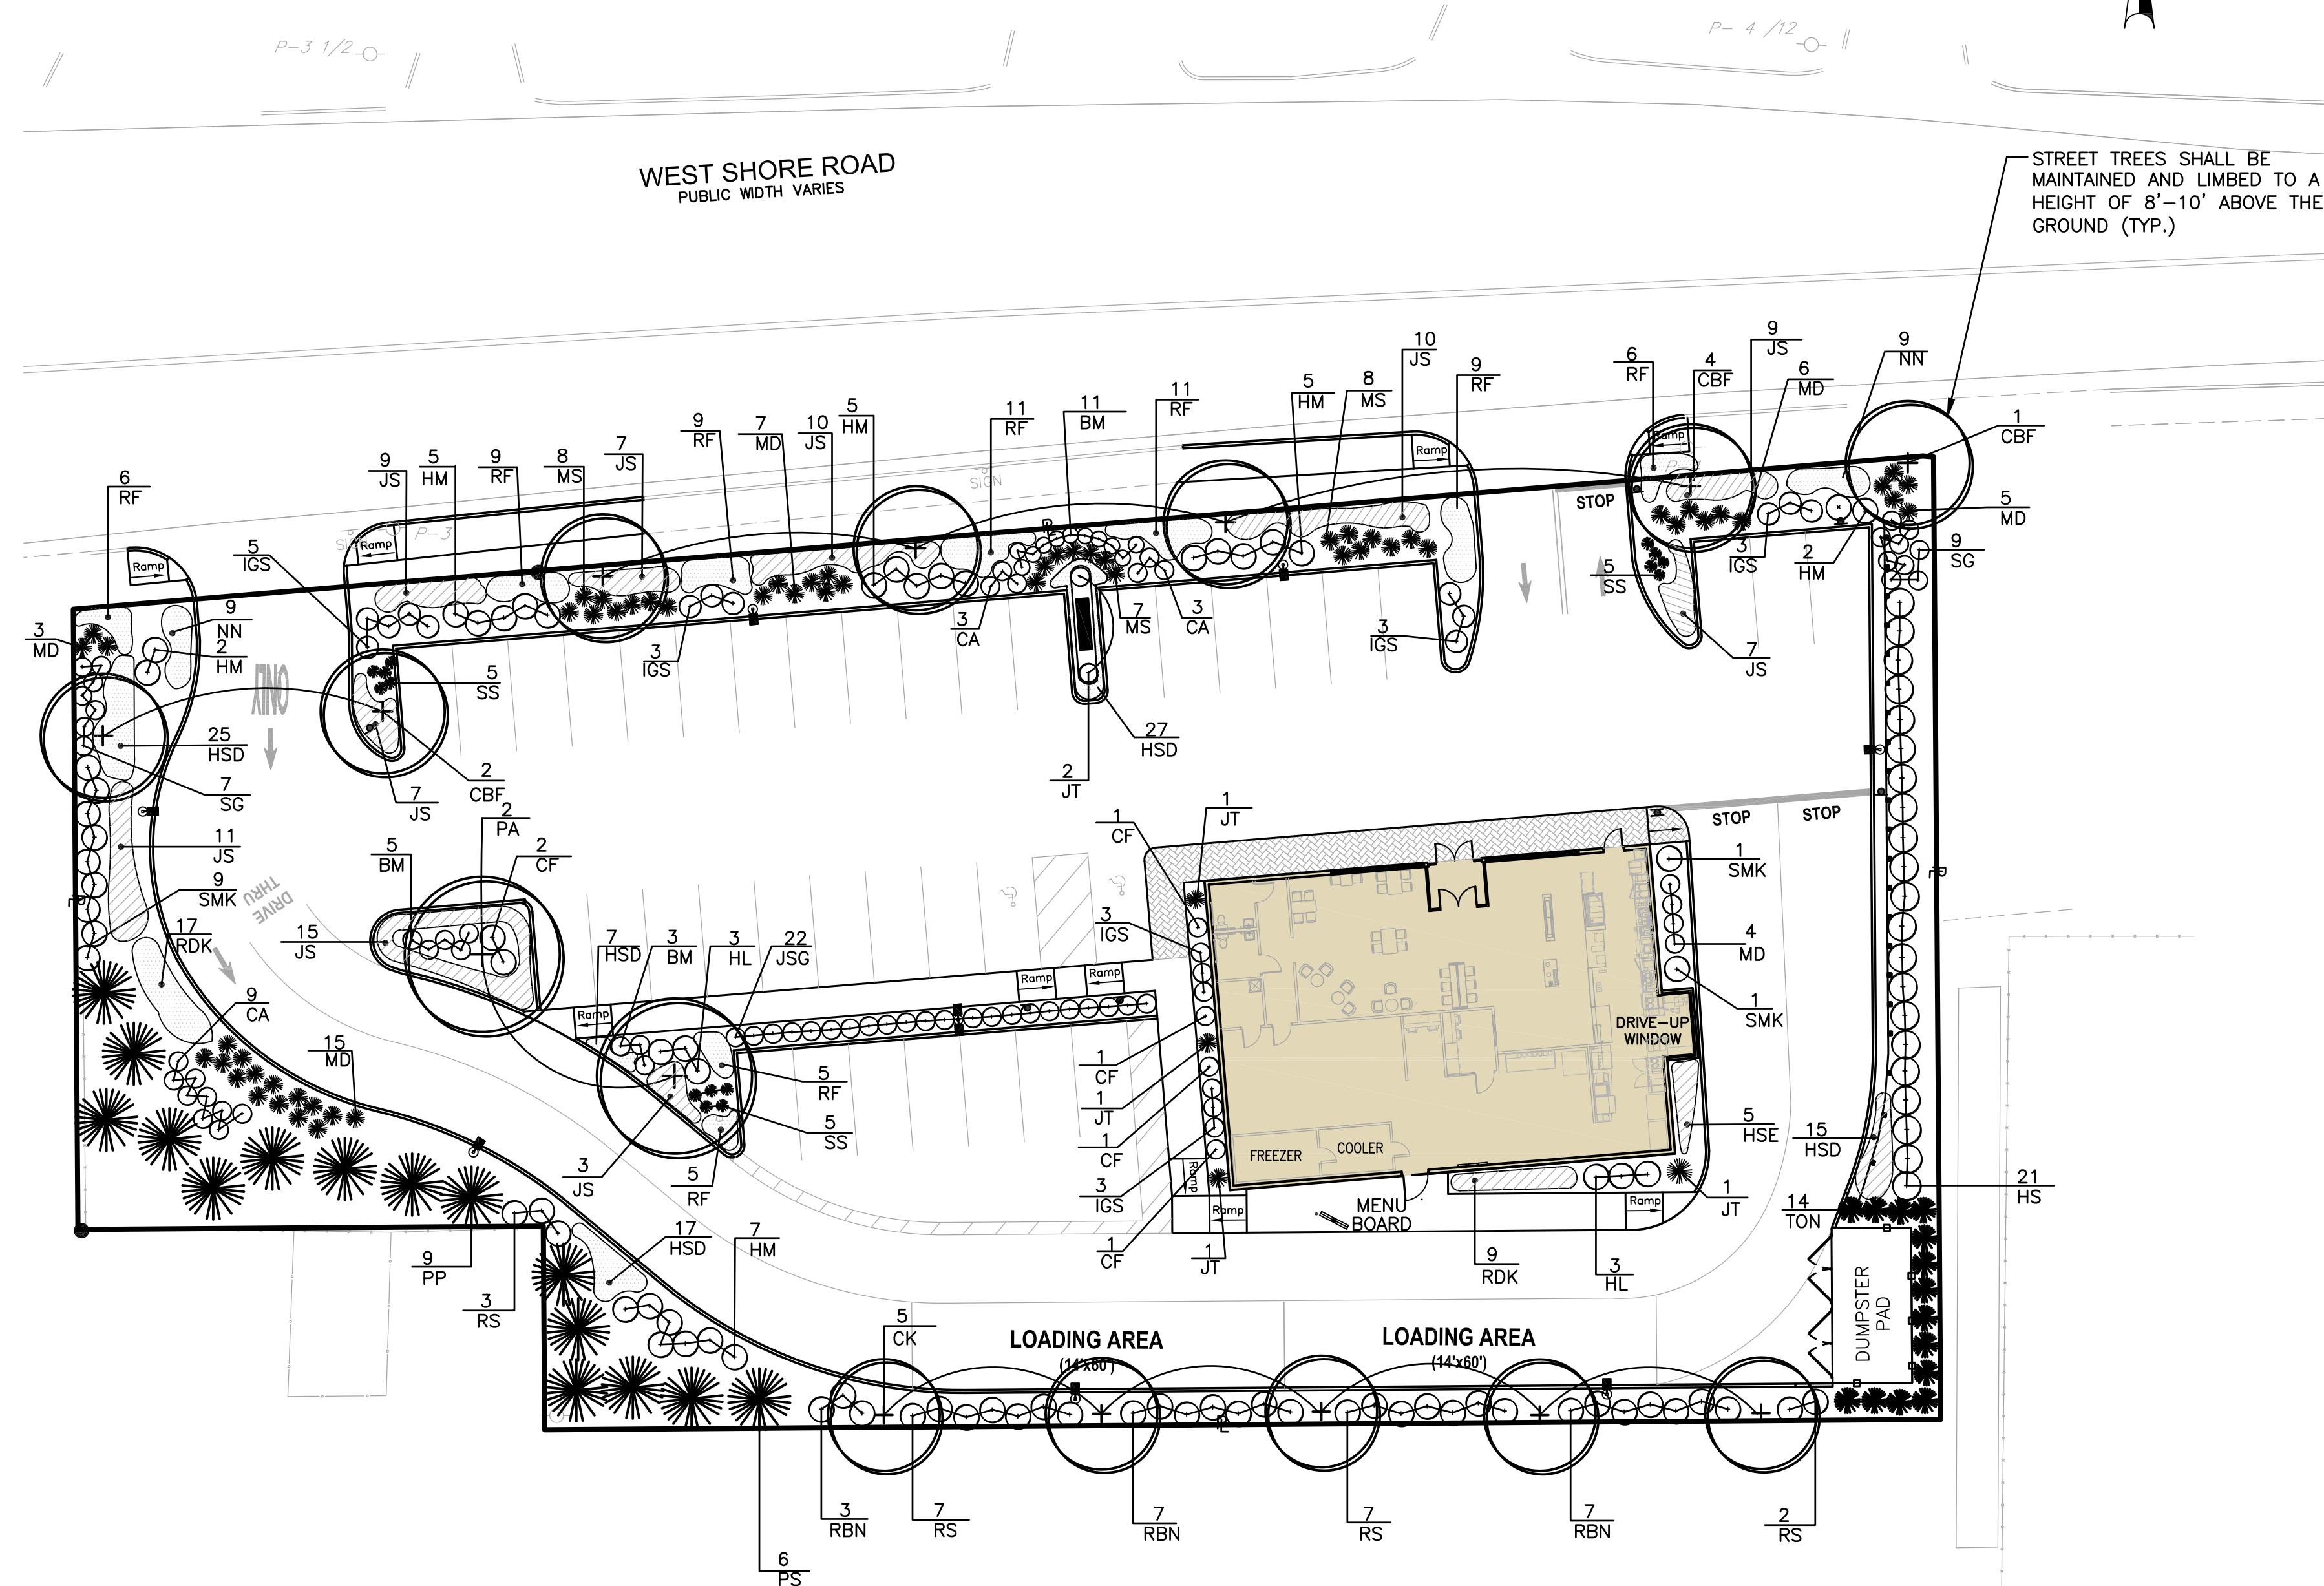 P-3 1/2
P- 4 /12
WEST SHORE ROAD
PUBLIC WIDTH VARIES
STREET TREES SHALL BE
MAINTAINED AND LIMBED TO A
HEIGHT OF 8'-10' ABOVE THE
GROUND (TYP.)
6
RF
9
JS
5
HM
9
RF
8
MS
7
JS
9
RF
7
MD
10
JS
5
HM
11
RF
11
BM
11
RF
5
HM
8
MS
10
JS
9
RF
6
RF
4
CBF
9
JS
6
MD
9
NN
1
CBF
5
MD
9
SG
5
IGS
SIGN
P-3
SIGN
Ramp
Ramp
Ramp
Ramp
STOP
3
MD
9
NN
2
HM
ONLY
5
SS
3
IGS
3
CA
7
MS
3
CA
3
IGS
5
SS
3
IGS
2
HM
7
JS
25
HSD
7
SG
7
JS
2
CBF
27
HSD
2
JT
11
JS
9
SMK
DRIVE
THRU
5
BM
2
PA
2
CF
1
CF
1
JT
STOP
STOP
1
SMK
17
RDK
15
JS
7
HSD
3
BM
3
HL
22
JSG
3
IGS
4
MD
1
SMK
Ramp
Ramp
Ramp
9
CA
15
MD
DRIVE-UP
WINDOW
1
CF
1
JT
5
RF
5
SS
1
CF
5
HSE
15
HSD
3
JS
5
RF
FREEZER
COOLER
3
IGS
Ramp
Ramp
MENU
BOARD
Ramp
1
JT
14
TON
21
HS
17
HSD
7
HM
1
CF
1
JT
9
RDK
3
HL
9
PP
3
RS
5
CK
LOADING AREA
(14'x60')
LOADING AREA
(14'x60')
DUMPSTER
PAD
3
RBN
7
RS
7
RBN
7
RS
7
RBN
2
RS
6
PS